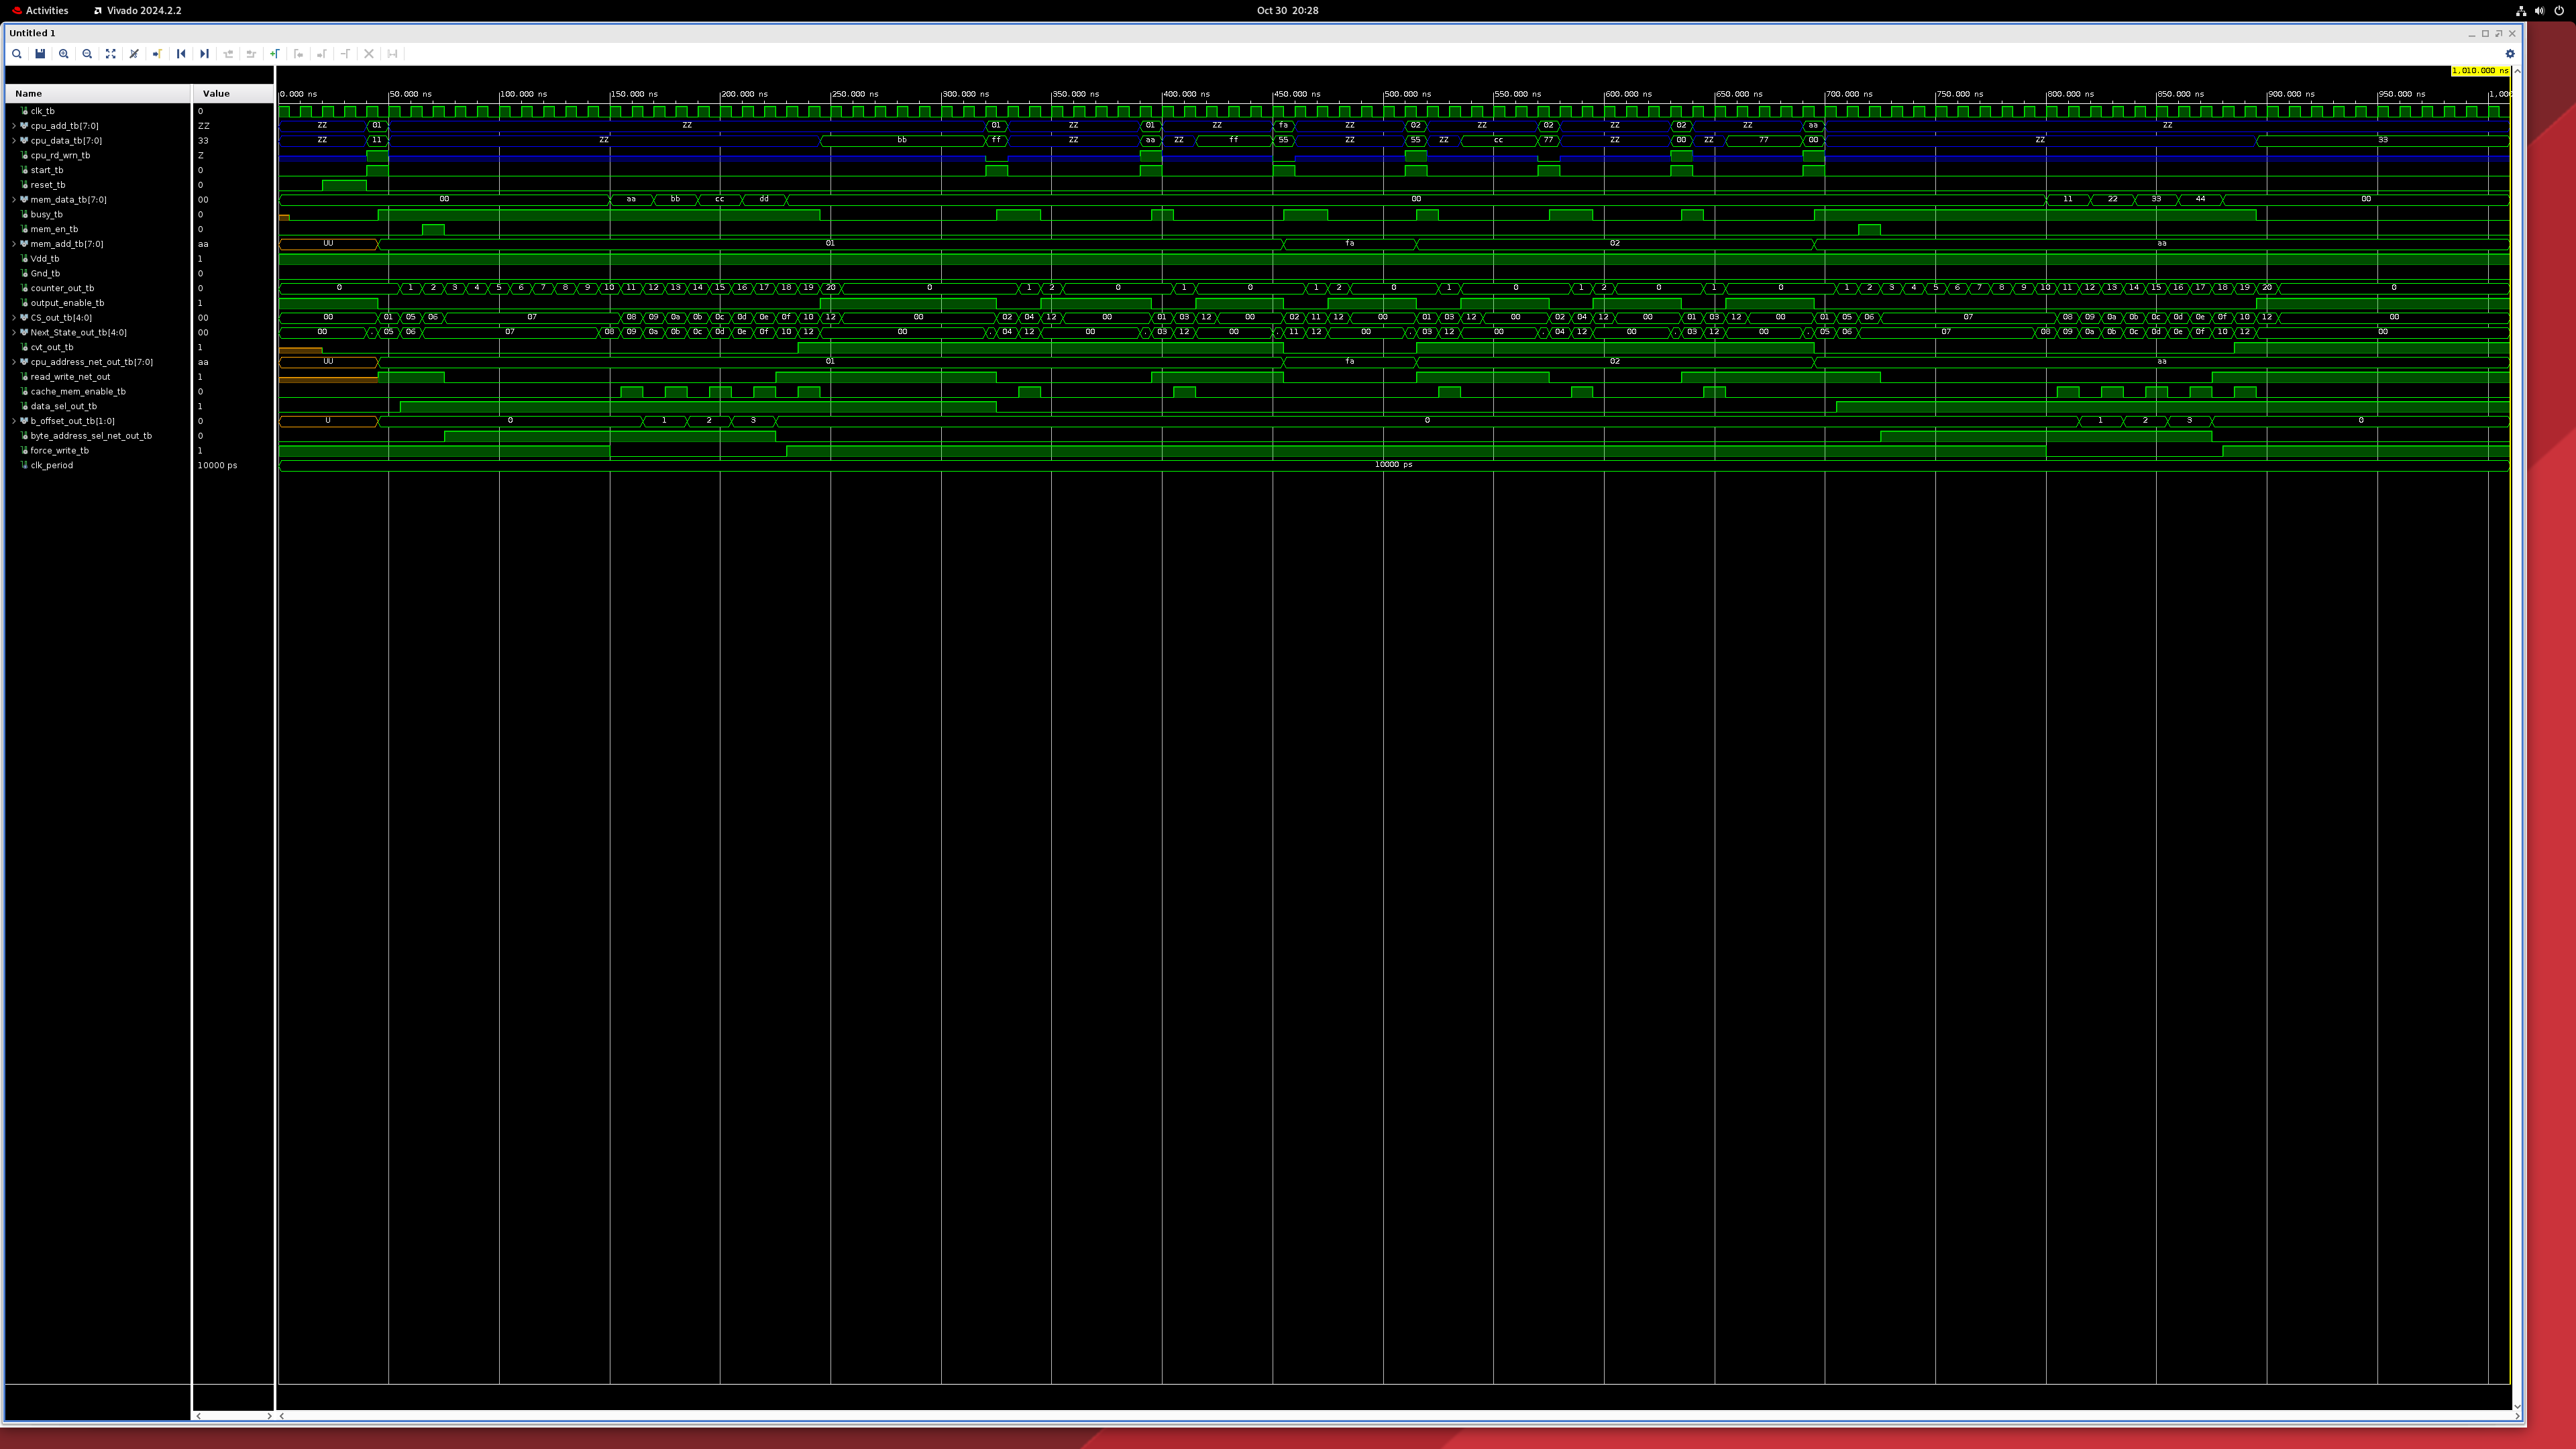 Activities Vivado 2024.2.2 Oct 30 20:28
Untitled 1
1,010.000 ns
Name Value 0.000 ns 50.000 ns 100.000 ns 150.000 ns 200.000 ns 250.000 ns 300.000 ns 350.000 ns 400.000 ns 450.000 ns 500.000 ns 550.000 ns 600.000 ns 650.000 ns 700.000 ns 750.000 ns 800.000 ns 850.000 ns 900.000 ns 950.000 ns 1,000
clk_tb 0
cpu_add_tb[7:0] ZZ ZZ 01 ZZ 01 ZZ 01 ZZ fa ZZ 02 ZZ 02 ZZ 02 ZZ aa ZZ
cpu_data_tb[7:0] 33 ZZ 11 ZZ bb ff ZZ aa ZZ ff 55 ZZ 55 ZZ cc 77 ZZ 00 ZZ 77 00 ZZ 33
cpu_rd_wrn_tb Z
start_tb 0
reset_tb 0
mem_data_tb[7:0] 00 00 aa bb cc dd 00 11 22 33 44 00
busy_tb 0
mem_en_tb 0
mem_add_tb[7:0] aa UU 01 fa 02 aa
Vdd_tb 1
Gnd_tb 0
counter_out_tb 0 0 1 2 3 4 5 6 7 8 9 10 11 12 13 14 15 16 17 18 19 20 0 1 2 0 1 0 1 2 0 1 0 1 2 0 1 0 1 2 3 4 5 6 7 8 9 10 11 12 13 14 15 16 17 18 19 20 0
output_enable_tb 1
CS_out_tb[4:0] 00 00 01 05 06 07 08 09 0a 0b 0c 0d 0e 0f 10 12 00 02 04 12 00 01 03 12 00 02 11 12 00 01 03 12 00 02 04 12 00 01 03 12 00 01 05 06 07 08 09 0a 0b 0c 0d 0e 0f 10 12 00
Next_State_out_tb[4:0] 00 00 . 05 06 07 08 09 0a 0b 0c 0d 0e 0f 10 12 00 . 04 12 00 . 03 12 00 . 11 12 00 . 03 12 00 . 04 12 00 . 03 12 00 . 05 06 07 08 09 0a 0b 0c 0d 0e 0f 10 12 00
cvt_out_tb 1
cpu_address_net_out_tb[7:0] aa UU 01 fa 02 aa
read_write_net_out 1
cache_mem_enable_tb 0
data_sel_out_tb 1
b_offset_out_tb[1:0] 0 U 0 1 2 3 0 1 2 3 0
byte_address_sel_net_out_tb 0
force_write_tb 1
clk_period 10000 ps 10000 ps